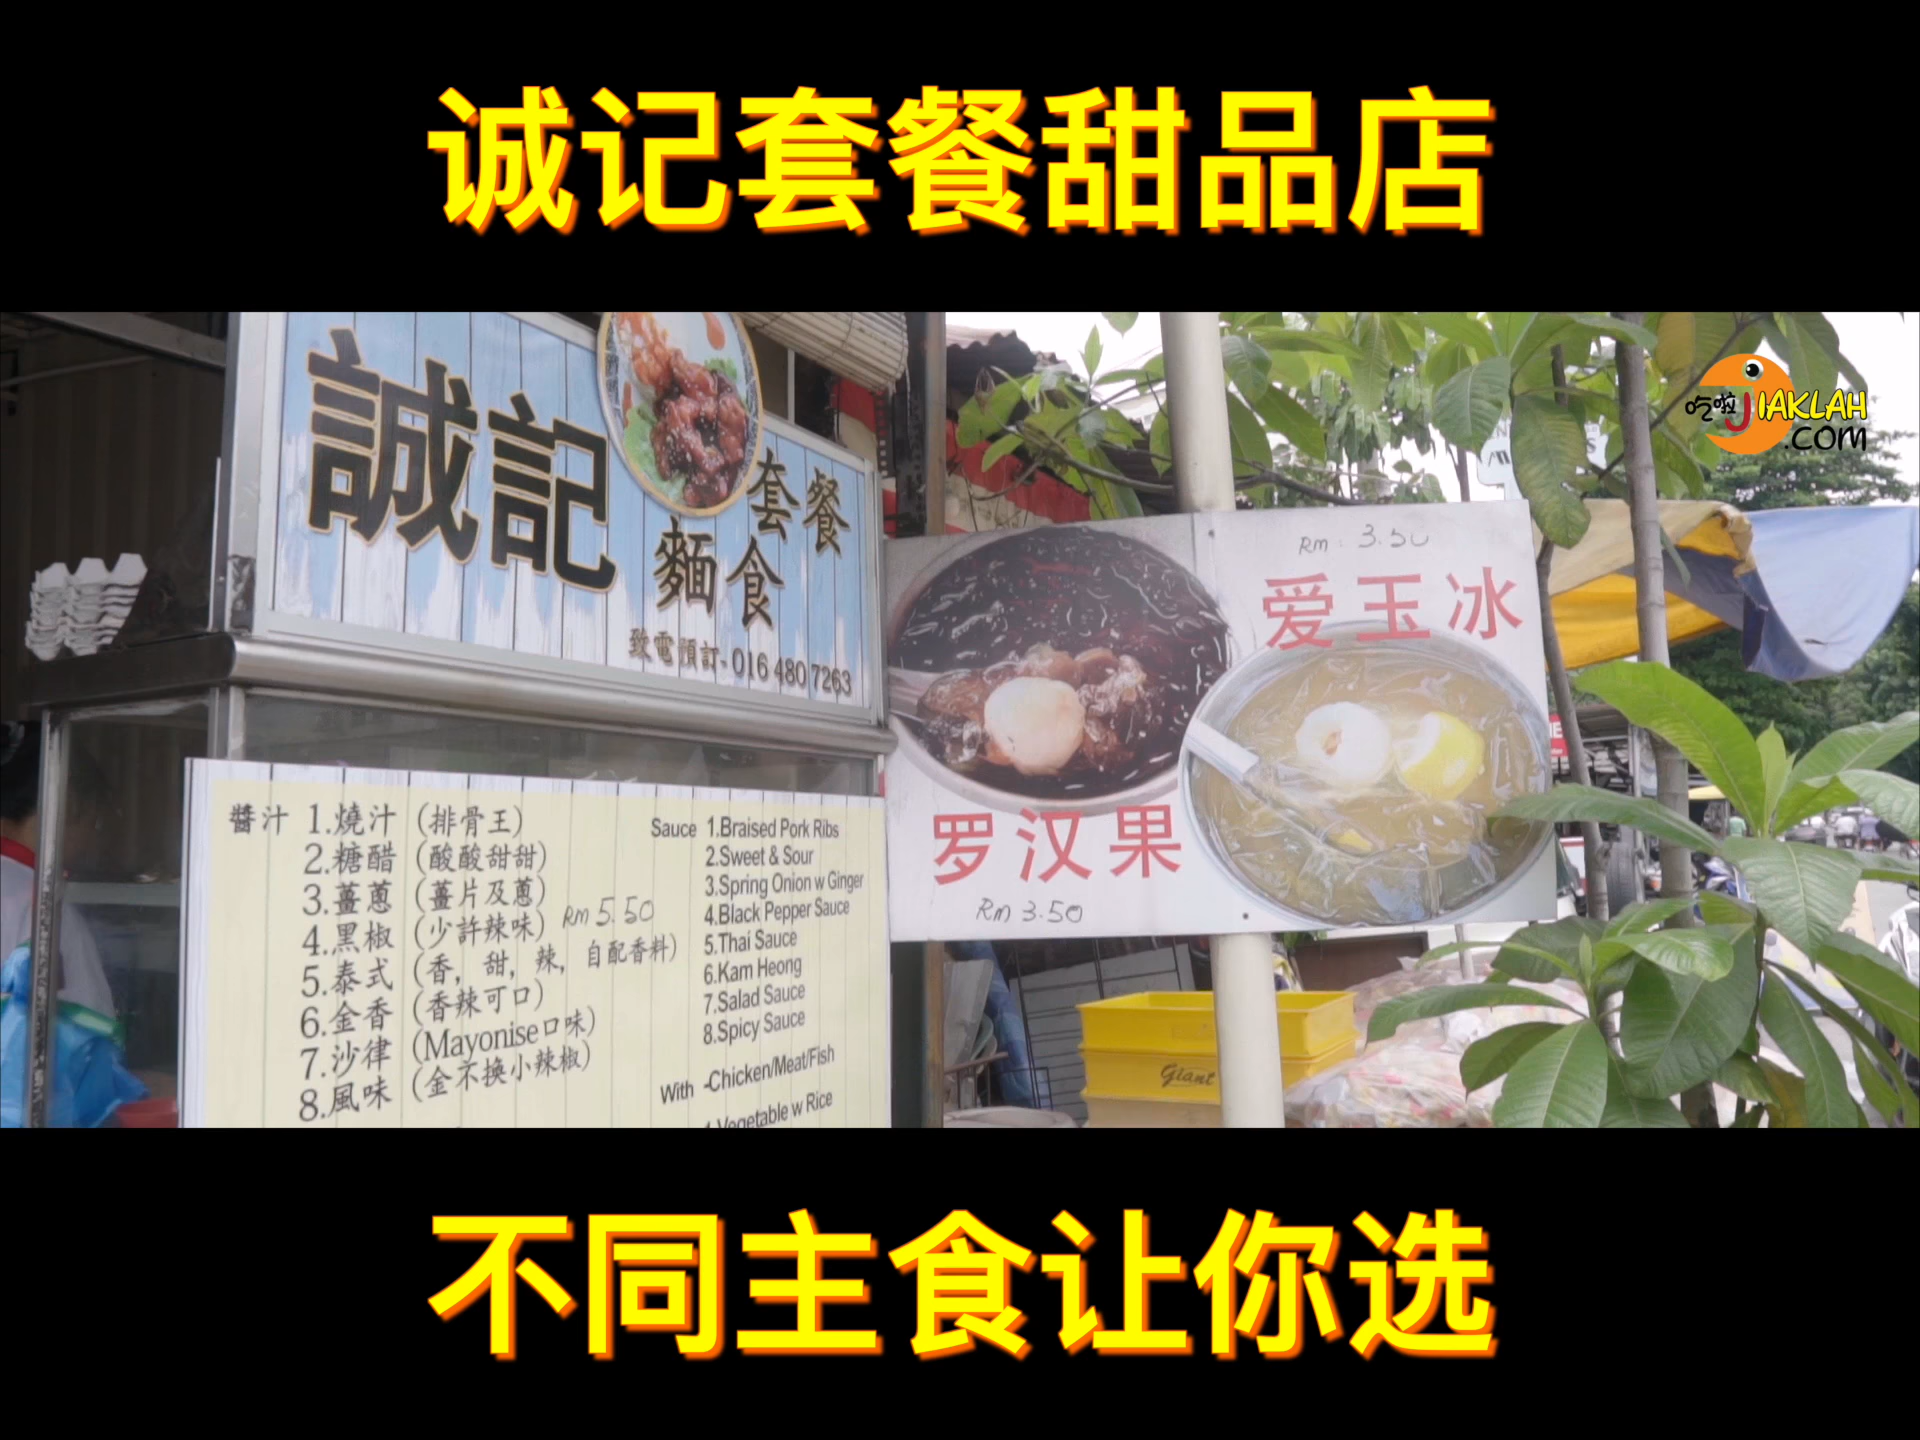 诚记套餐甜品店
誠記
套餐
麵食
致電預訂-016 480 7263
吃啦 JIAKLAH
.COM
Rm: 3.50
爱玉冰
罗汉果
Rm 3.50
醬汁 1.燒汁 (排骨王)
2.糖醋 (酸酸甜甜)
3.薑蔥 (薑片及蔥)
4.黑椒 (少許辣味)
5.泰式 (香，甜，辣，自配香料)
6.金香 (香辣可口)
7.沙律 (Mayonise口味)
8.風味 (金不换小辣椒)
Rm 5.50
Sauce 1.Braised Pork Ribs
2.Sweet & Sour
3.Spring Onion w Ginger
4.Black Pepper Sauce
5.Thai Sauce
6.Kam Heong
7.Salad Sauce
8.Spicy Sauce
With -Chicken/Meat/Fish
Vegetable w Rice
Giant
不同主食让你选